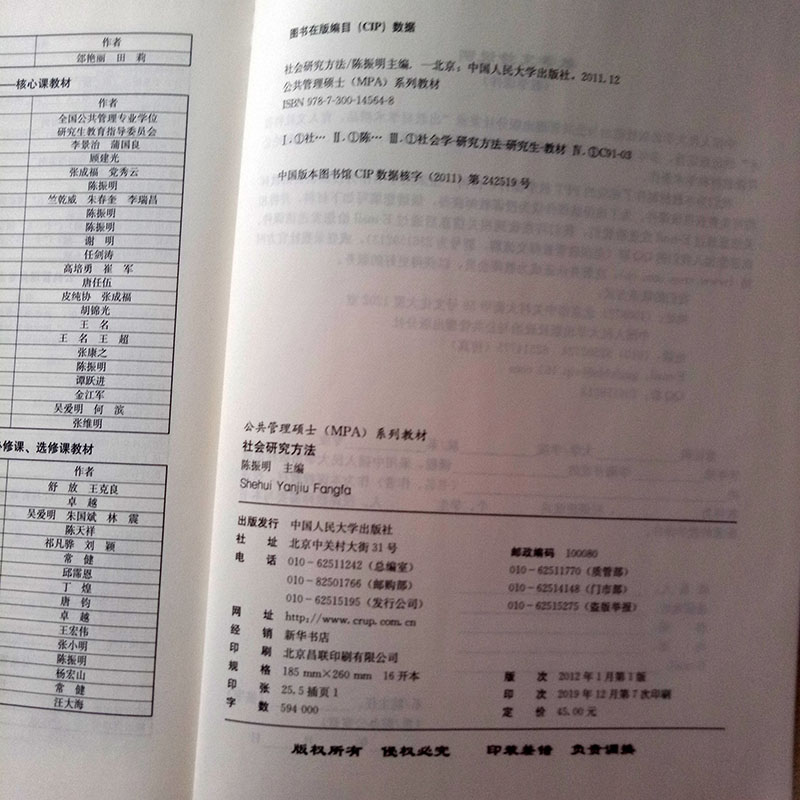 作者
邹艳丽 田 莉
——核心课教材
作者
全国公共管理专业学位
研究生教育指导委员会
李景治 蒲国良
顾建光
张成福 党秀云
陈振明
竺乾威 朱春奎 李瑞昌
陈振明
陈振明
谢 明
任剑涛
高培勇 崔 军
唐任伍
皮纯协 张成福
胡锦光
王 名
王 名 王 超
张康之
陈振明
谭跃进
金江军
吴爱明 何 滨
张维明
修课、选修课教材
作者
舒 放 王克良
卓 越
吴爱明 朱国斌 林 震
陈天祥
祁凡骅 刘 颖
常 健
邱霈恩
丁 煌
唐 钧
卓 越
王宏伟
张小明
陈振明
杨宏山
常 健
汪大海
图书在版编目（CIP）数据
社会研究方法/陈振明主编. —北京：中国人民大学出版社，2011.12
公共管理硕士（MPA）系列教材
ISBN 978-7-300-14564-8
Ⅰ.①社… Ⅱ.①陈… Ⅲ.①社会学-研究方法-研究生-教材 Ⅳ.①C91-03
中国版本图书馆CIP数据核字（2011）第242519号
公共管理硕士（MPA）系列教材
社会研究方法
陈振明 主编
Shehui Yanjiu Fangfa
出版发行 中国人民大学出版社
社 址 北京中关村大街31号 邮政编码 100080
电 话 010-62511242（总编室） 010-62511770（质管部）
010-82501766（邮购部） 010-62514148（门市部）
010-62515195（发行公司） 010-62515275（盗版举报）
网 址 http://www.crup.com.cn
经 销 新华书店
印 刷 北京昌联印刷有限公司
规 格 185 mm×260 mm 16开本 版 次 2012年1月第1版
印 张 25.5 插页1 印 次 2019年12月第7次印刷
字 数 594 000 定 价 45.00元
版权所有 侵权必究 印装差错 负责调换